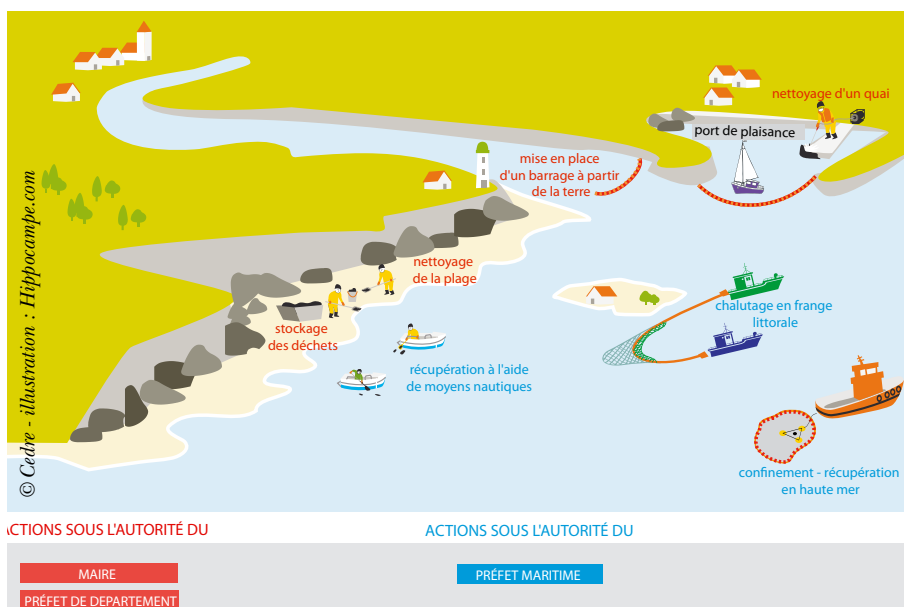 nettoyage d'un quai
port de plaisance
mise en place
d'un barrage à partir
de la terre
nettoyage
de la plage
chalutage en frange
littorale
stockage
des déchets
récupération à l'aide
de moyens nautiques
confinement - récupération
en haute mer
© Cedre - illustration : Hippocampe.com
ACTIONS SOUS L'AUTORITÉ DU
MAIRE
PRÉFET DE DEPARTEMENT
ACTIONS SOUS L'AUTORITÉ DU
PRÉFET MARITIME